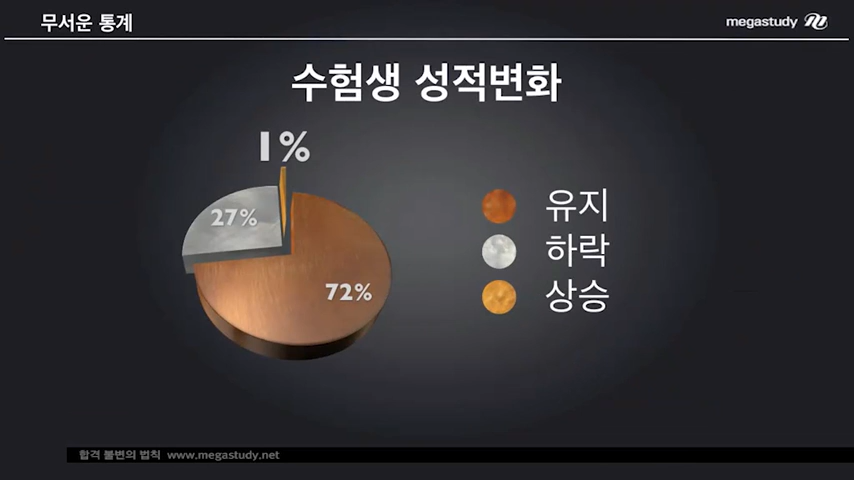 무서운 통계
megastudy
수험생 성적변화
1%
27%
72%
유지
하락
상승
합격 불변의 법칙 www.megastudy.net